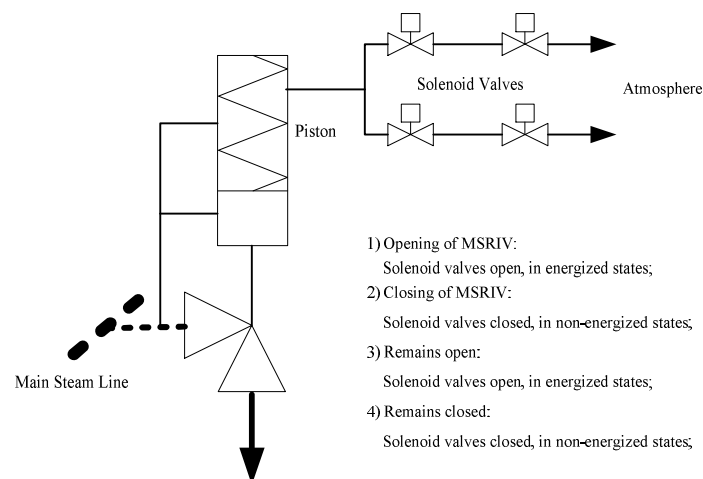 Solenoid Valves
Atmosphere
Piston
1) Opening of MSRIV:
Solenoid valves open, in energized states;
2) Closing of MSRIV:
Solenoid valves closed, in non-energized states;
3) Remains open:
Solenoid valves open, in energized states;
4) Remains closed:
Solenoid valves closed, in non-energized states;
Main Steam Line